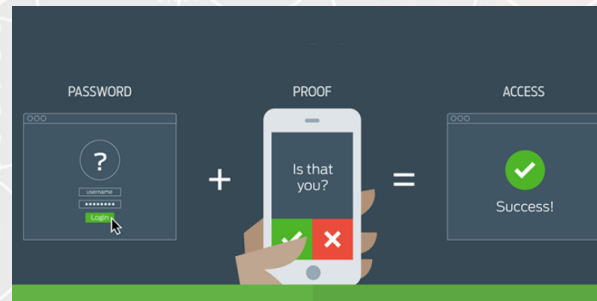 PASSWORD
PROOF
ACCESS
?
username
Login
+
Is that
you?
=
Success!